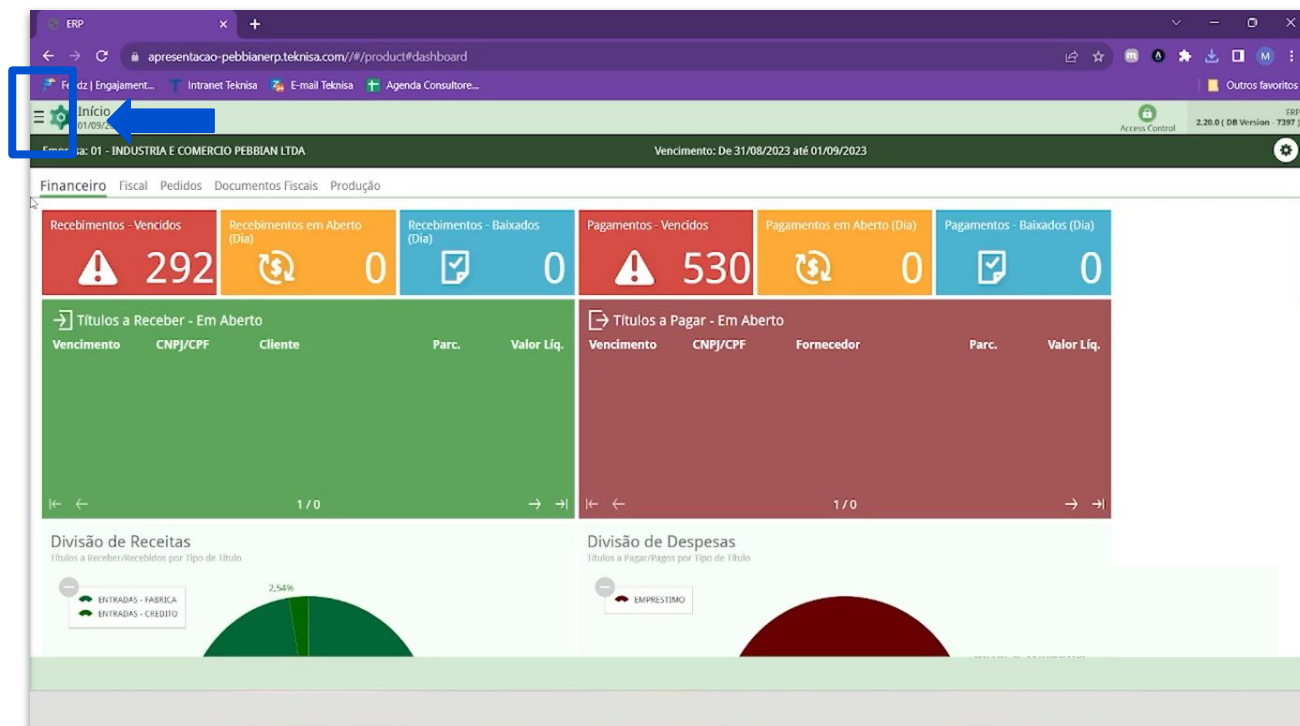 ERP
apresentacao-pebbianerp.teknisa.com//#/product#dashboard
Engajament... Intranet Teknisa E-mail Teknisa Agenda Consultore... Outros favoritos
M
Início
01/09/
Access Control
ERP
2.20.0 ( DB Version - 7397 )
01 - INDUSTRIA E COMERCIO PEBBIAN LTDA Vencimento: De 31/08/2023 até 01/09/2023
Financeiro Fiscal Pedidos Documentos Fiscais Produção
Recebimentos - Vencidos
292
Recebimentos em Aberto
(Dia)
0
Recebimentos - Baixados
(Dia)
0
Pagamentos - Vencidos
530
Pagamentos em Aberto (Dia)
0
Pagamentos - Baixados (Dia)
0
Títulos a Receber - Em Aberto
Vencimento CNPJ/CPF Cliente Parc. Valor Líq.
1 / 0
Títulos a Pagar - Em Aberto
Vencimento CNPJ/CPF Fornecedor Parc. Valor Líq.
1 / 0
Divisão de Receitas
Títulos a Receber/Recebidos por Tipo de Título
ENTRADAS - FABRICA
ENTRADAS - CREDITO
2,54%
Divisão de Despesas
Títulos a Pagar/Pagos por Tipo de Título
EMPRESTIMO